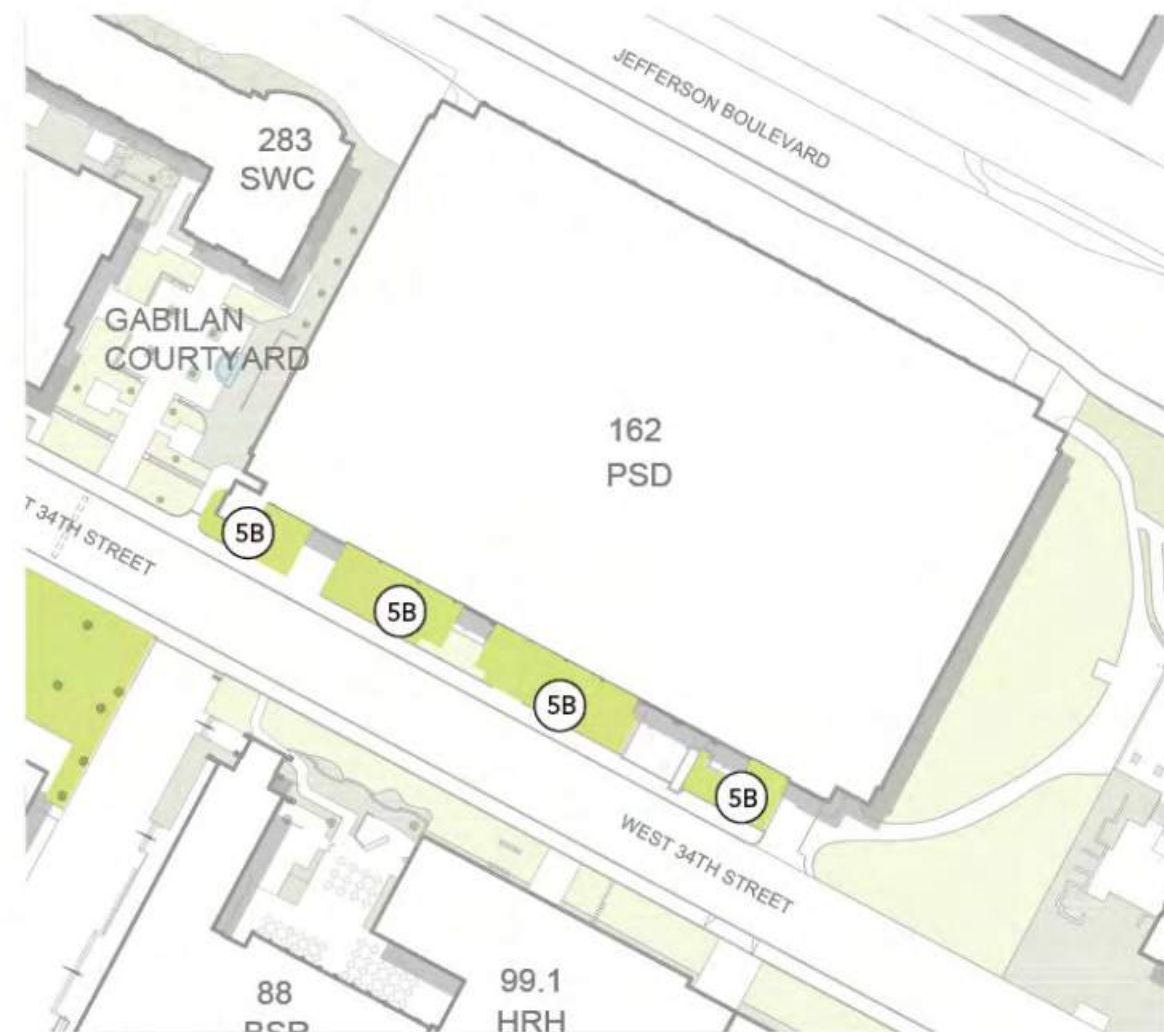 JEFFERSON BOULEVARD
283
SWC
GABILAN
COURTYARD
162
PSD
T 34TH STREET
5B
5B
5B
5B
WEST 34TH STREET
88
BSR
99.1
HRH